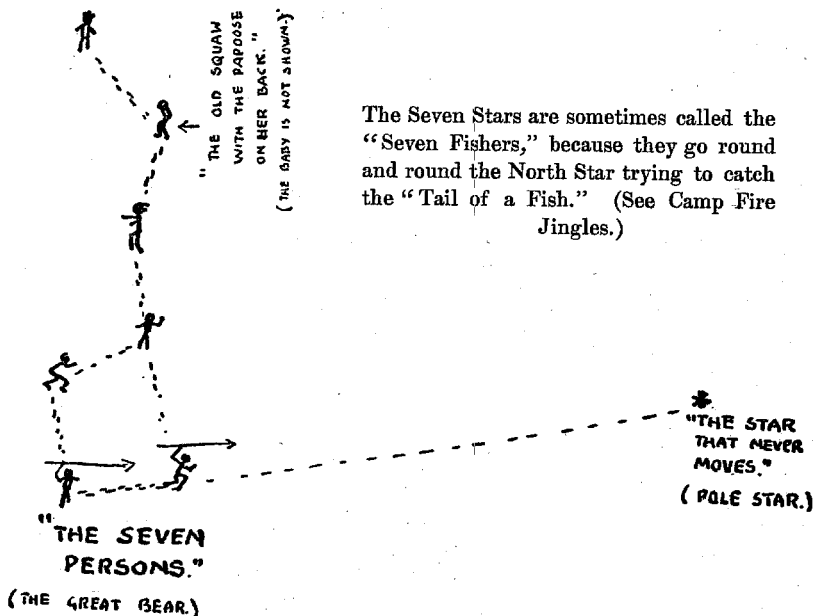 "THE OLD SQUAW
WITH THE PAPOOSE
ON HER BACK."
(THE BABY IS NOT SHOWN.)
The Seven Stars are sometimes called the
"Seven Fishers," because they go round
and round the North Star trying to catch
the "Tail of a Fish." (See Camp Fire
Jingles.)
"THE STAR
THAT NEVER
MOVES."
(POLE STAR.)
"THE SEVEN
PERSONS."
(THE GREAT BEAR.)